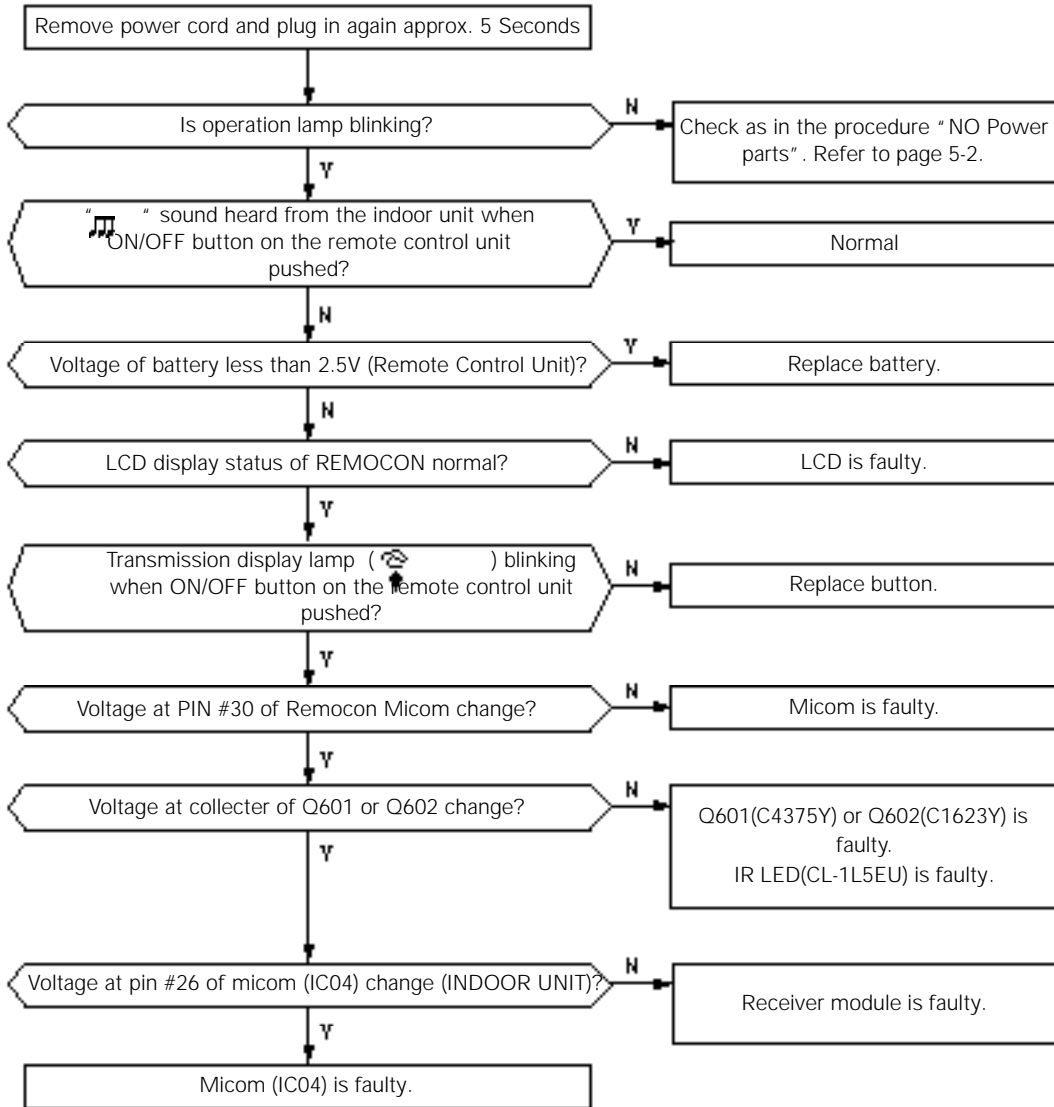 Remove power cord and plug in again approx. 5 Seconds
Is operation lamp blinking?
N
Check as in the procedure “NO Power
parts”. Refer to page 5-2.
Y
“ “ sound heard from the indoor unit when
ON/OFF button on the remote control unit
pushed?
Y
Normal
N
Voltage of battery less than 2.5V (Remote Control Unit)?
Y
Replace battery.
N
LCD display status of REMOCON normal?
N
LCD is faulty.
Y
Transmission display lamp ( ) blinking
when ON/OFF button on the remote control unit
pushed?
N
Replace button.
Y
Voltage at PIN #30 of Remocon Micom change?
N
Micom is faulty.
Y
Voltage at collecter of Q601 or Q602 change?
N
Q601(C4375Y) or Q602(C1623Y) is
faulty.
IR LED(CL-1L5EU) is faulty.
Y
Voltage at pin #26 of micom (IC04) change (INDOOR UNIT)?
N
Receiver module is faulty.
Y
Micom (IC04) is faulty.